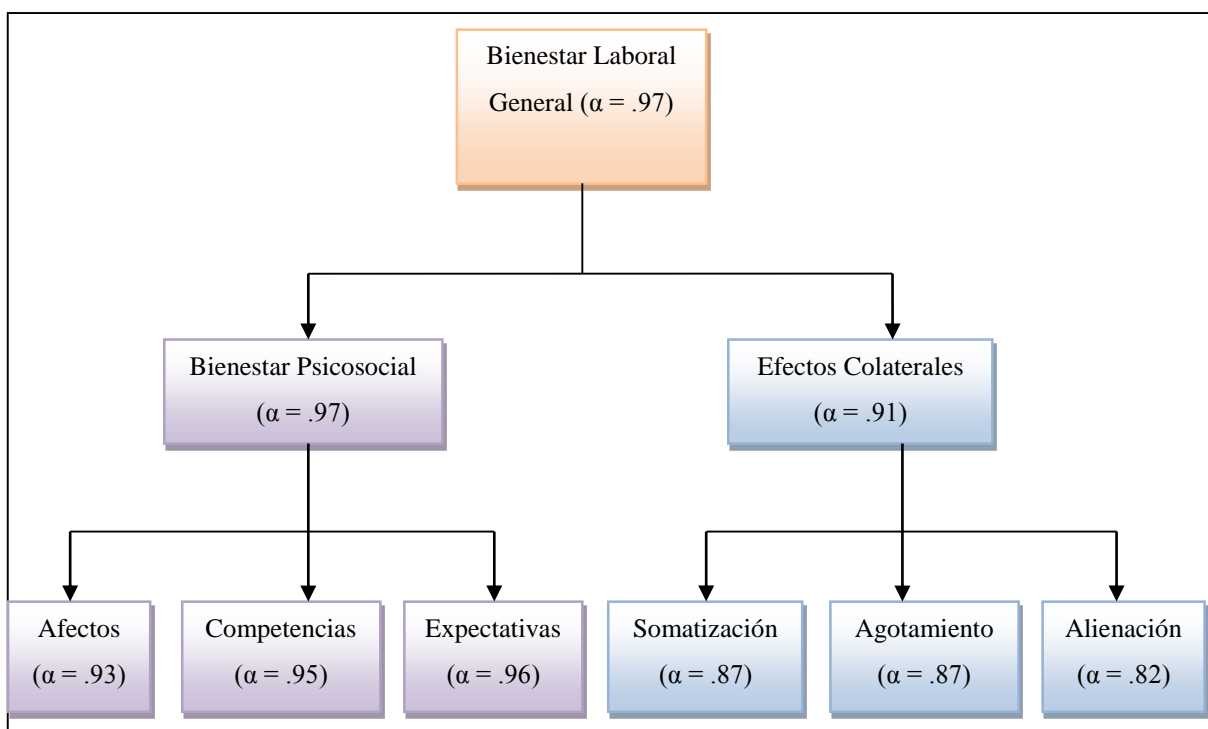 Bienestar Laboral
General (α = .97)
Bienestar Psicosocial
(α = .97)
Efectos Colaterales
(α = .91)
Afectos
(α = .93)
Competencias
(α = .95)
Expectativas
(α = .96)
Somatización
(α = .87)
Agotamiento
(α = .87)
Alienación
(α = .82)